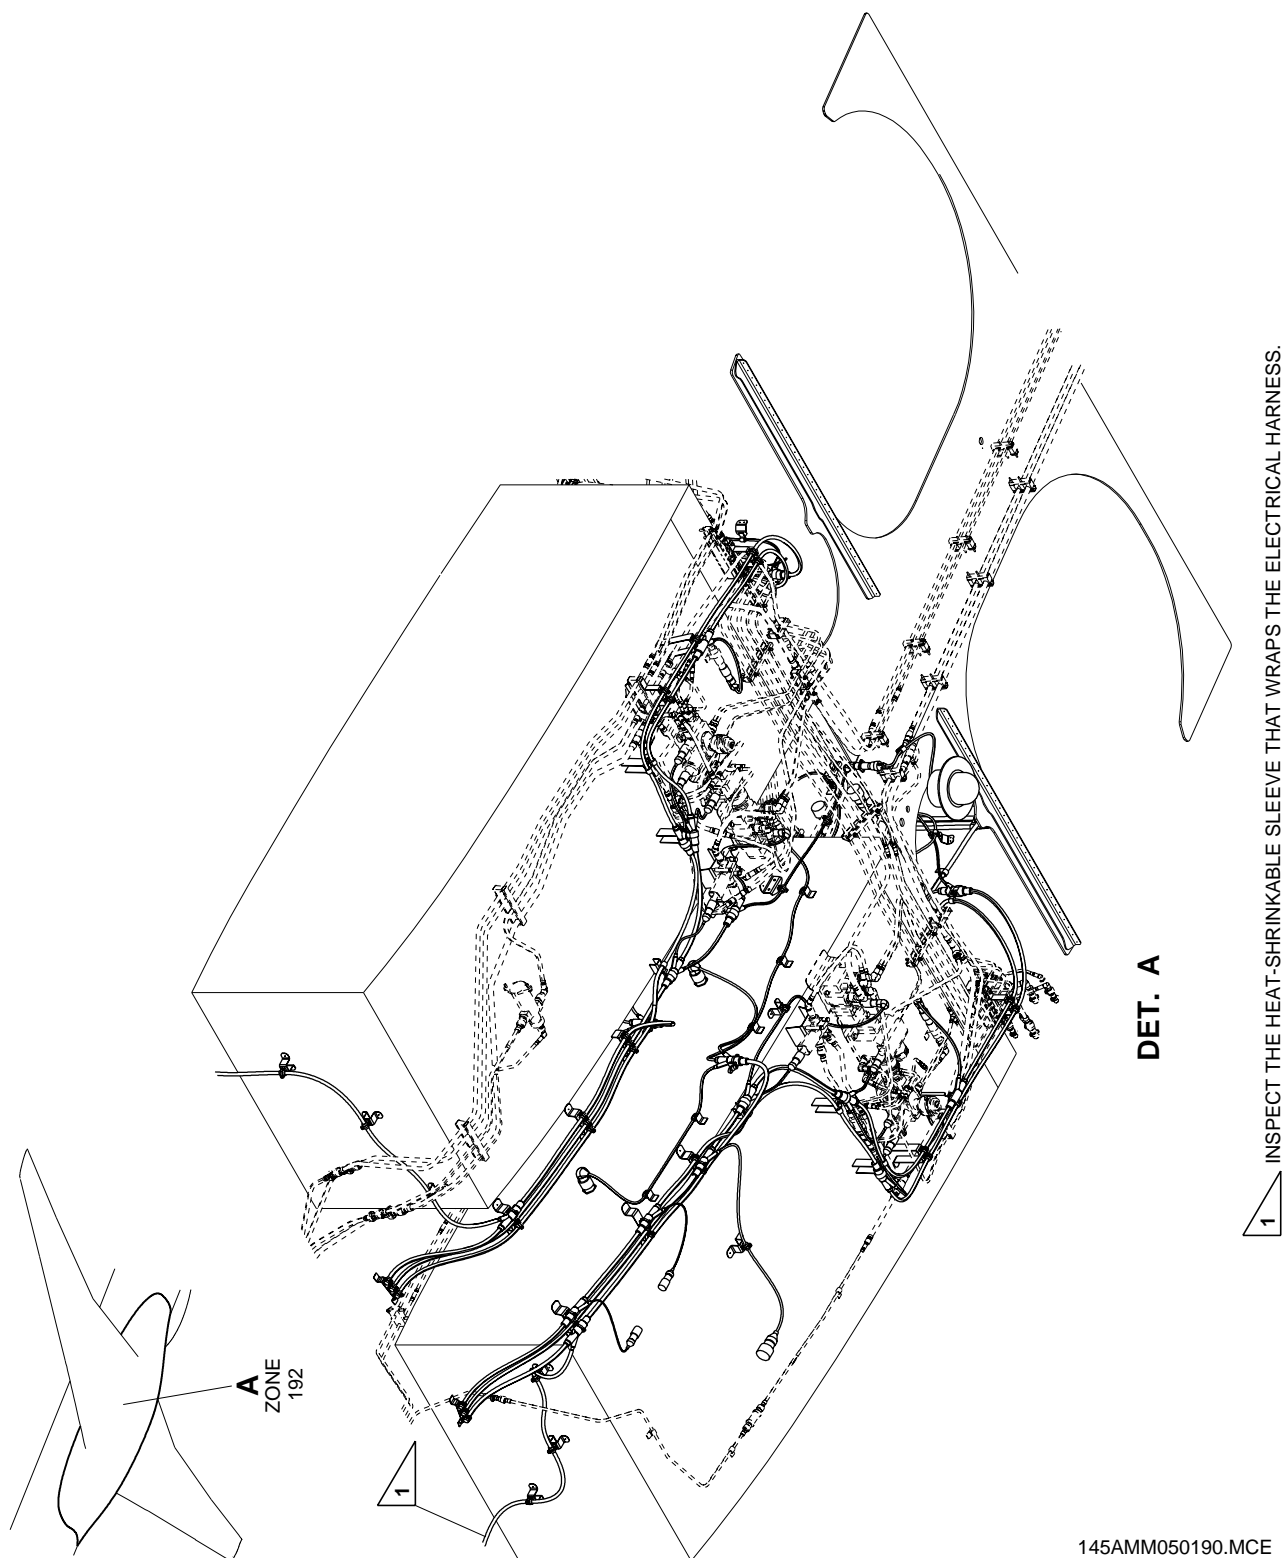 A
ZONE
192
1
DET. A
1 INSPECT THE HEAT-SHRINKABLE SLEEVE THAT WRAPS THE ELECTRICAL HARNESS.
145AMM050190.MCE